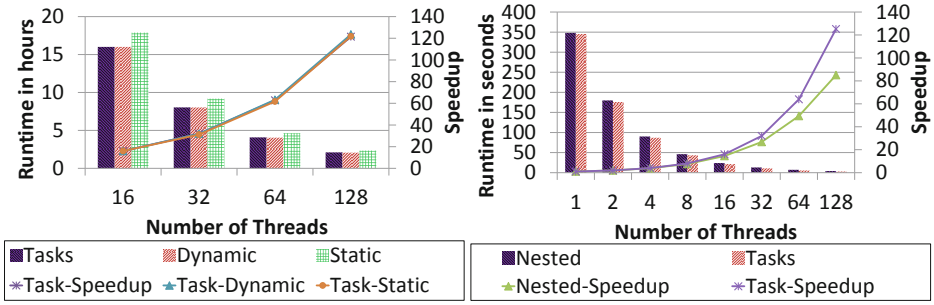 Runtime in hours
20
15
10
5
0
140
120
100
80
60
40
20
0
Speedup
16 32 64 128
Number of Threads
Tasks Dynamic Static
Task-Speedup Task-Dynamic Task-Static
Runtime in seconds
400
350
300
250
200
150
100
50
0
140
120
100
80
60
40
20
0
Speedup
1 2 4 8 16 32 64 128
Number of Threads
Nested Tasks
Nested-Speedup Task-Speedup